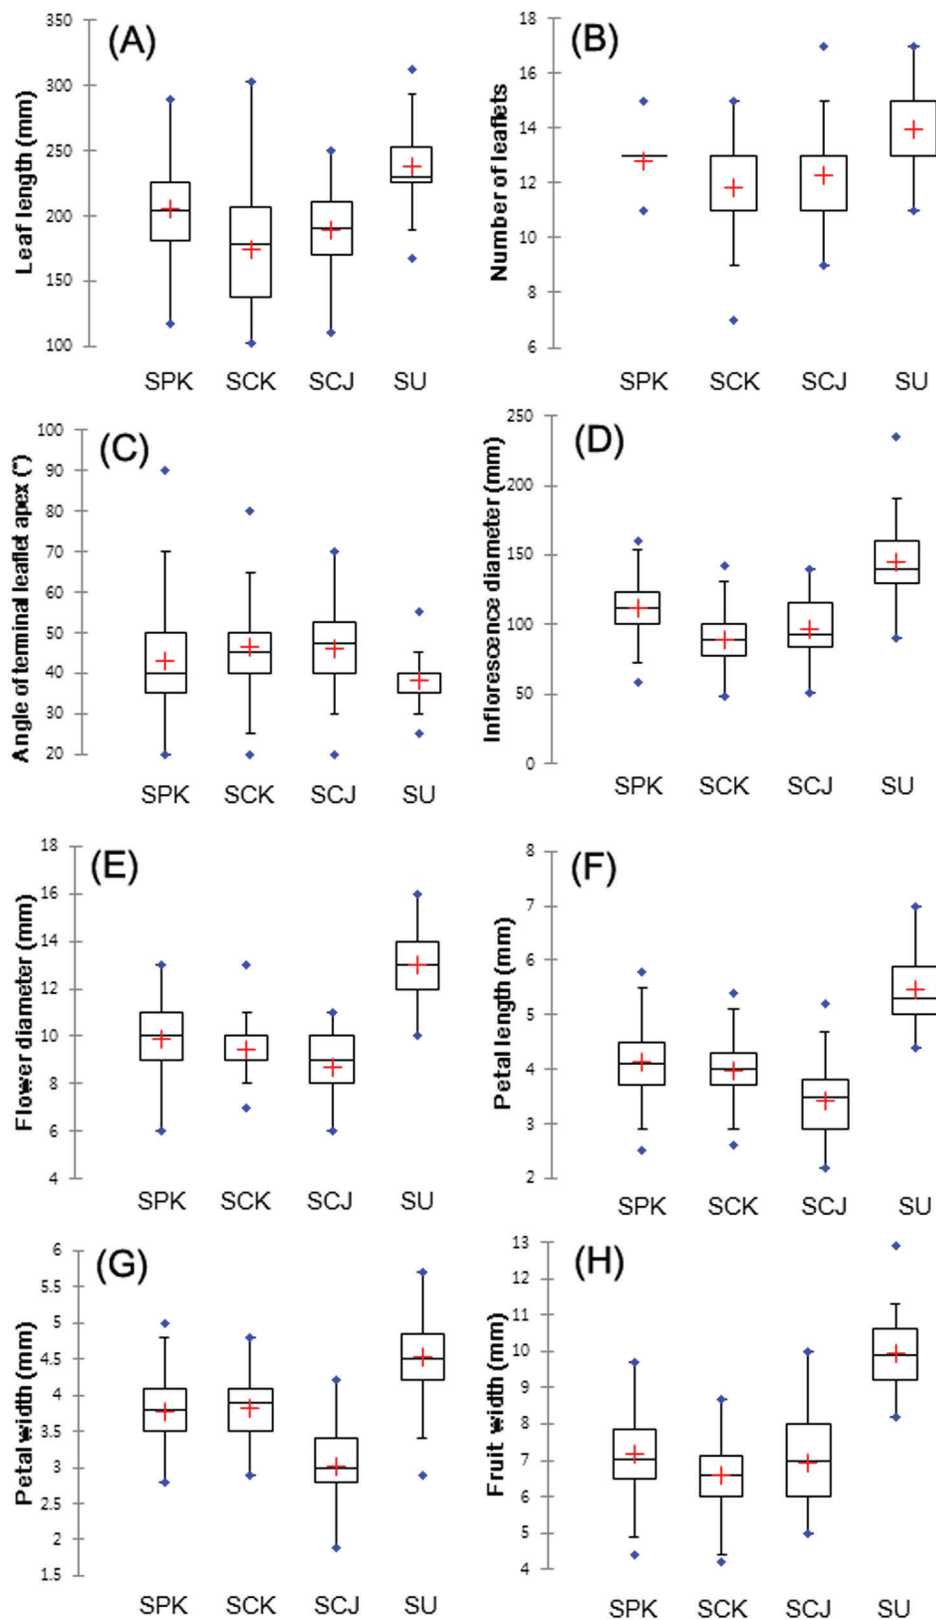 (A)
Leaf length (mm)
350
300
250
200
150
100
SPK SCK SCJ SU
(B)
Number of leaflets
18
16
14
12
10
8
6
SPK SCK SCJ SU
(C)
Angle of terminal leaflet apex (°)
100
90
80
70
60
50
40
30
20
SPK SCK SCJ SU
(D)
Inflorescence diameter (mm)
250
200
150
100
50
0
SPK SCK SCJ SU
(E)
Flower diameter (mm)
18
16
14
12
10
8
6
4
SPK SCK SCJ SU
(F)
Petal length (mm)
8
7
6
5
4
3
2
SPK SCK SCJ SU
(G)
Petal width (mm)
6
5.5
5
4.5
4
3.5
3
2.5
2
1.5
SPK SCK SCJ SU
(H)
Fruit width (mm)
13
12
11
10
9
8
7
6
5
4
SPK SCK SCJ SU